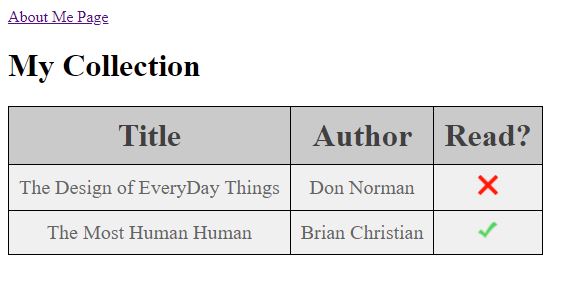 About Me Page
My Collection
Title Author Read?
The Design of EveryDay Things Don Norman
The Most Human Human Brian Christian